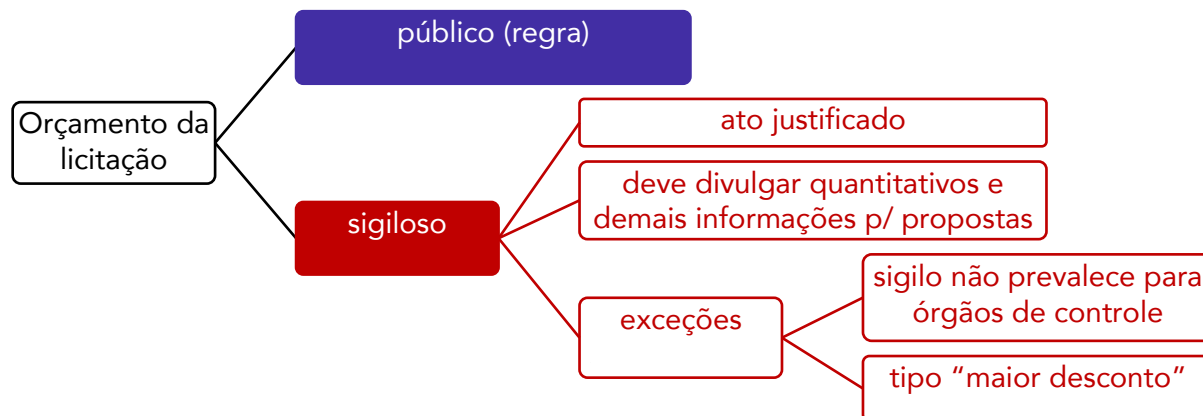 público (regra)
Orçamento da
licitação
sigiloso
ato justificado
deve divulgar quantitativos e
demais informações p/ propostas
exceções
sigilo não prevalece para
órgãos de controle
tipo “maior desconto”